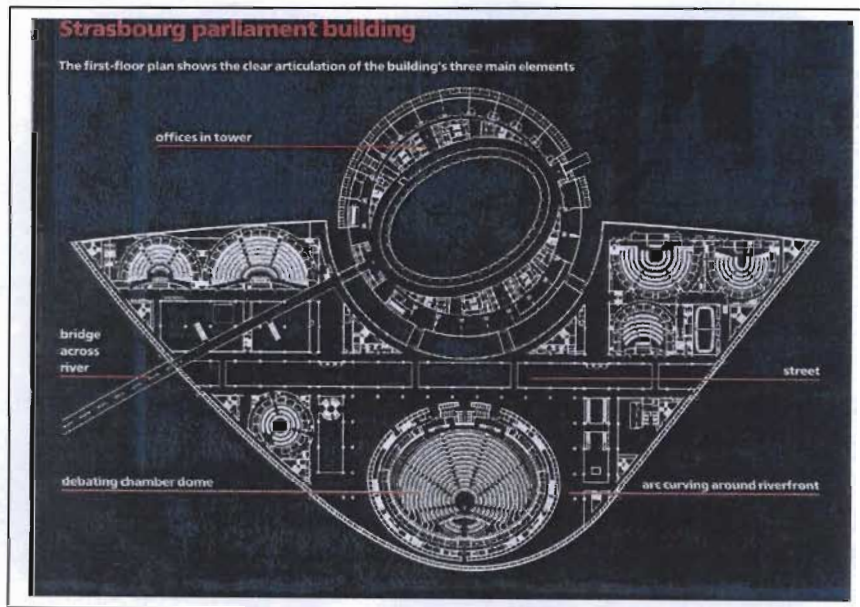 Strasbourg parliament building
The first-floor plan shows the clear articulation of the building's three main elements
offices in tower
bridge
across
river
street
debating chamber dome
arc curving around riverfront